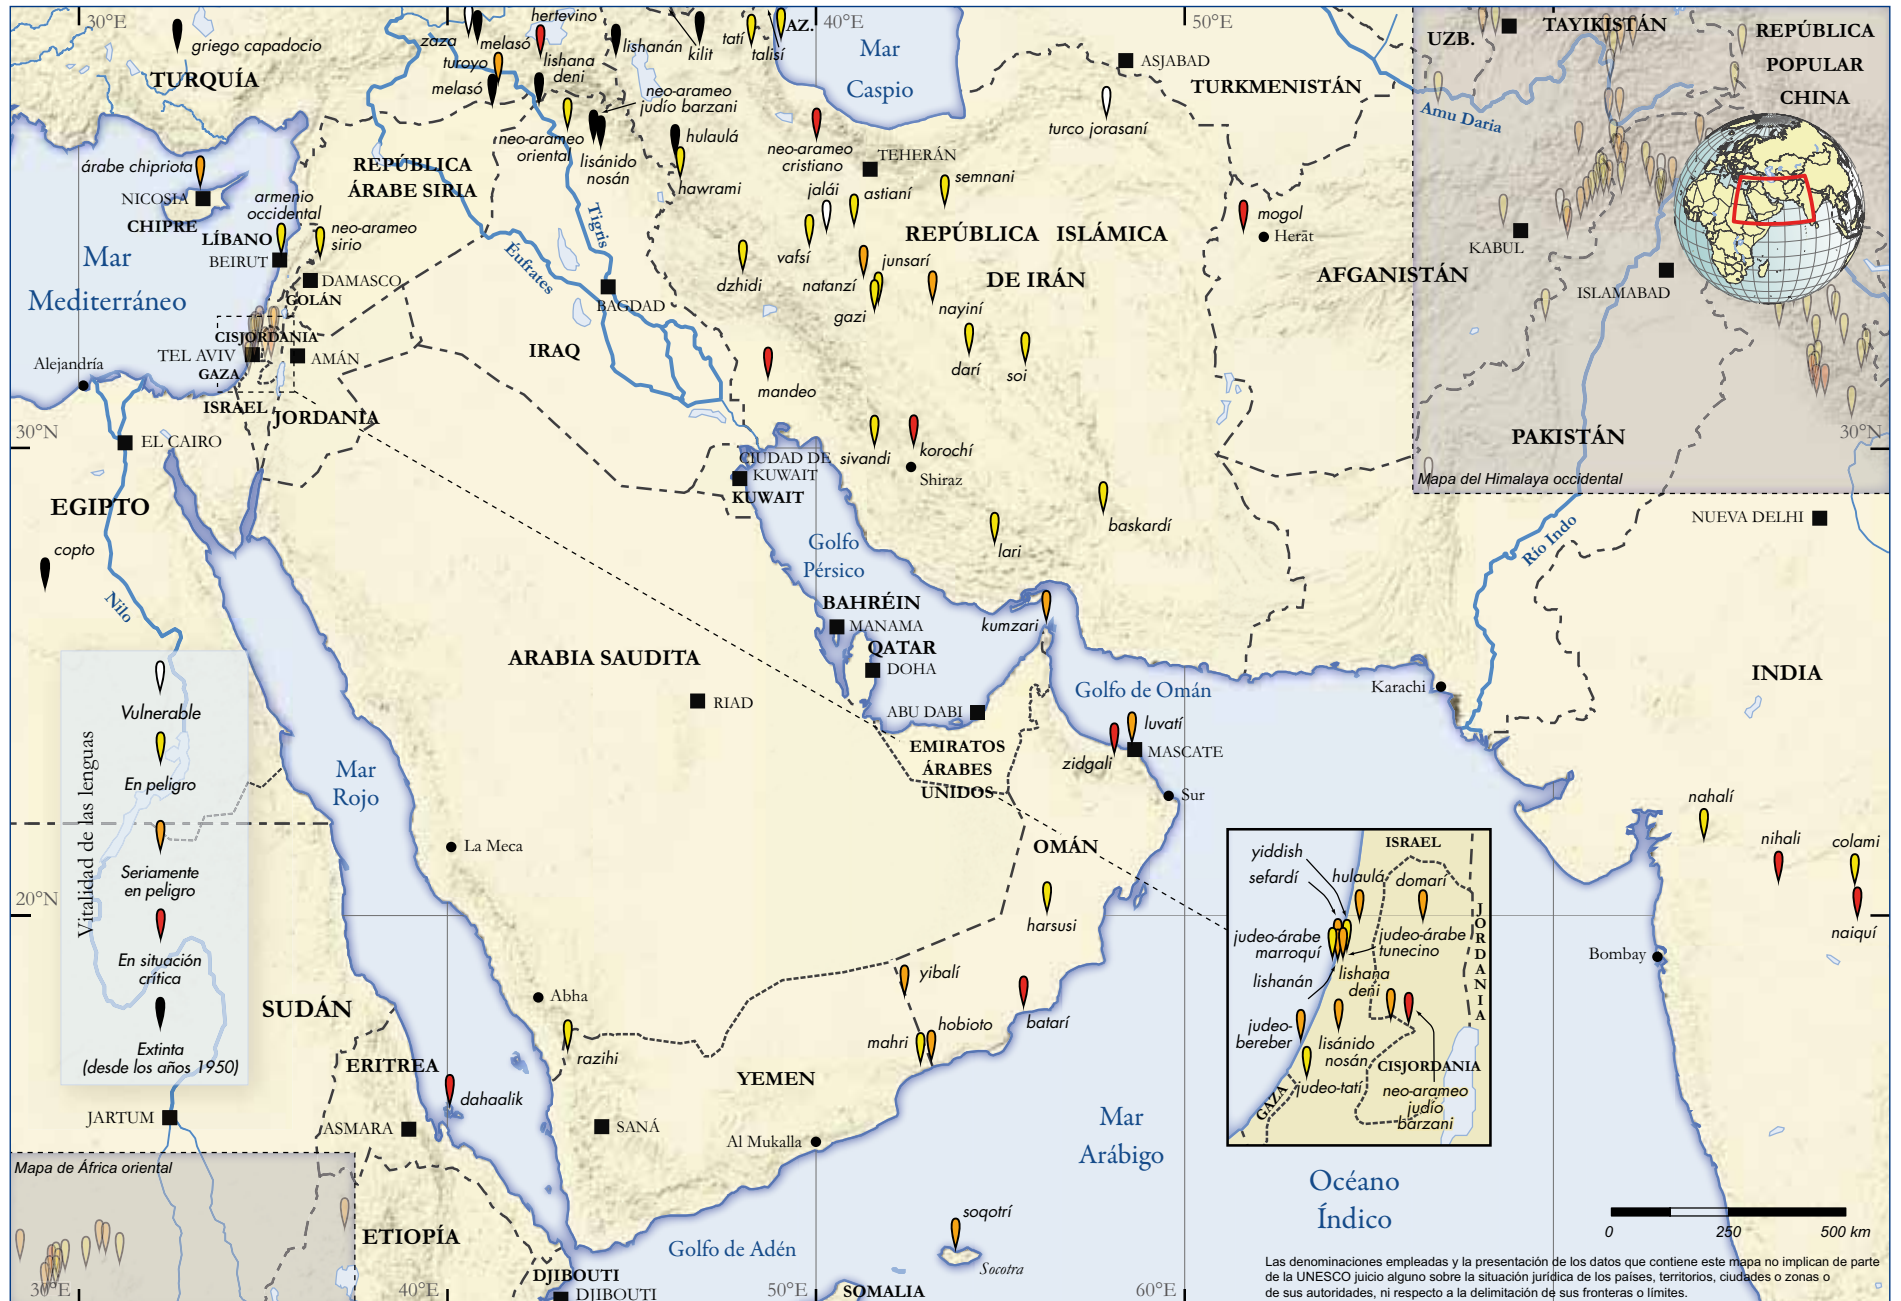 30°E
40°E
50°E
griego capadocio
TURQUÍA
zaza
melasó
hertevino
turoyo
melasó
lishana
deni
lishanán
kilit
tatí
talisí
AZ.
Mar
Caspio
ASJABAD
TURKMENISTÁN
turco jorasaní
UZB.
TAYIKISTÁN
REPÚBLICA
POPULAR
CHINA
Amu Daria
KABUL
ISLAMABAD
PAKISTÁN
30°N
Mapa del Himalaya occidental
neo-arameo
judío barzani
neo-arameo
oriental
lisánido
nosán
hulaulá
hawrami
neo-arameo
cristiano
TEHERÁN
jalái
astianí
semnani
vafsí
dzhidi
natanzí
junsarí
gazi
nayiní
REPÚBLICA ISLÁMICA
DE IRÁN
darí
soi
mogol
Herāt
AFGANISTÁN
árabe chipriota
NICOSIA
CHIPRE
armenio
occidental
LÍBANO
BEIRUT
neo-arameo
sirio
DAMASCO
GOLÁN
REPÚBLICA
ÁRABE SIRIA
Tigris
Éufrates
BAGDAD
IRAQ
Mar
Mediterráneo
CISJORDANIA
TEL AVIV
AMÁN
GAZA
ISRAEL
JORDANIA
Alejandría
30°N
EL CAIRO
EGIPTO
copto
Nilo
mandeo
CIUDAD DE
KUWAIT
KUWAIT
sivandi
korochí
Shiraz
lari
baskardí
Golfo
Pérsico
BAHRÉIN
MANAMA
QATAR
DOHA
kumzari
ARABIA SAUDITA
RIAD
ABU DABI
EMIRATOS
ÁRABES
UNIDOS
Golfo de Omán
luvatí
zidgali
MASCATE
Sur
Karachi
Río Indo
NUEVA DELHI
INDIA
Vitalidad de las lenguas
Vulnerable
En peligro
Seriamente
en peligro
En situación
crítica
Extinta
(desde los años 1950)
Mar
Rojo
La Meca
20°N
OMÁN
harsusi
nahalí
nihali
colami
naiquí
Bombay
ISRAEL
yiddish
sefardí
hulaulá
domarí
judeo-árabe
marroquí
judeo-árabe
tunecino
lishanán
lishana
deni
judeo-
bereber
lisánido
nosán
judeo-tatí
CISJORDANIA
GAZA
neo-arameo
judío
barzani
JORDANIA
SUDÁN
Abha
razihi
yibalí
batarí
mahri
hobioto
YEMEN
ERITREA
dahaalik
JARTUM
ASMARA
SANÁ
Al Mukalla
Mar
Arábigo
Mapa de África oriental
ETIOPÍA
soqotrí
Socotra
Golfo de Adén
Océano
Índico
DJIBOUTI
DJIBOUTI
SOMALIA
30°E
40°E
50°E
60°E
0
250
500 km
Las denominaciones empleadas y la presentación de los datos que contiene este mapa no implican de parte
de la UNESCO juicio alguno sobre la situación jurídica de los países, territorios, ciudades o zonas o
de sus autoridades, ni respecto a la delimitación de sus fronteras o límites.